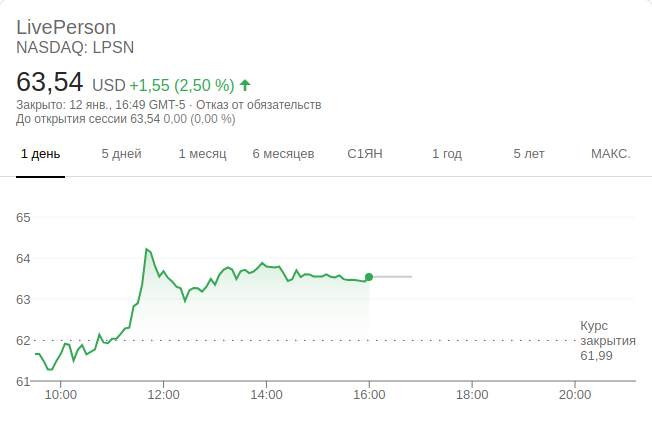 LivePerson
NASDAQ: LPSN
63,54 USD +1,55 (2,50 %)
Закрыто: 12 янв., 16:49 GMT-5 · Отказ от обязательств
До открытия сессии 63,54 0,00 (0,00 %)
1 день 5 дней 1 месяц 6 месяцев С1ЯН 1 год 5 лет МАКС.
65
64
63
62
61
Курс
закрытия
61,99
10:00 12:00 14:00 16:00 18:00 20:00